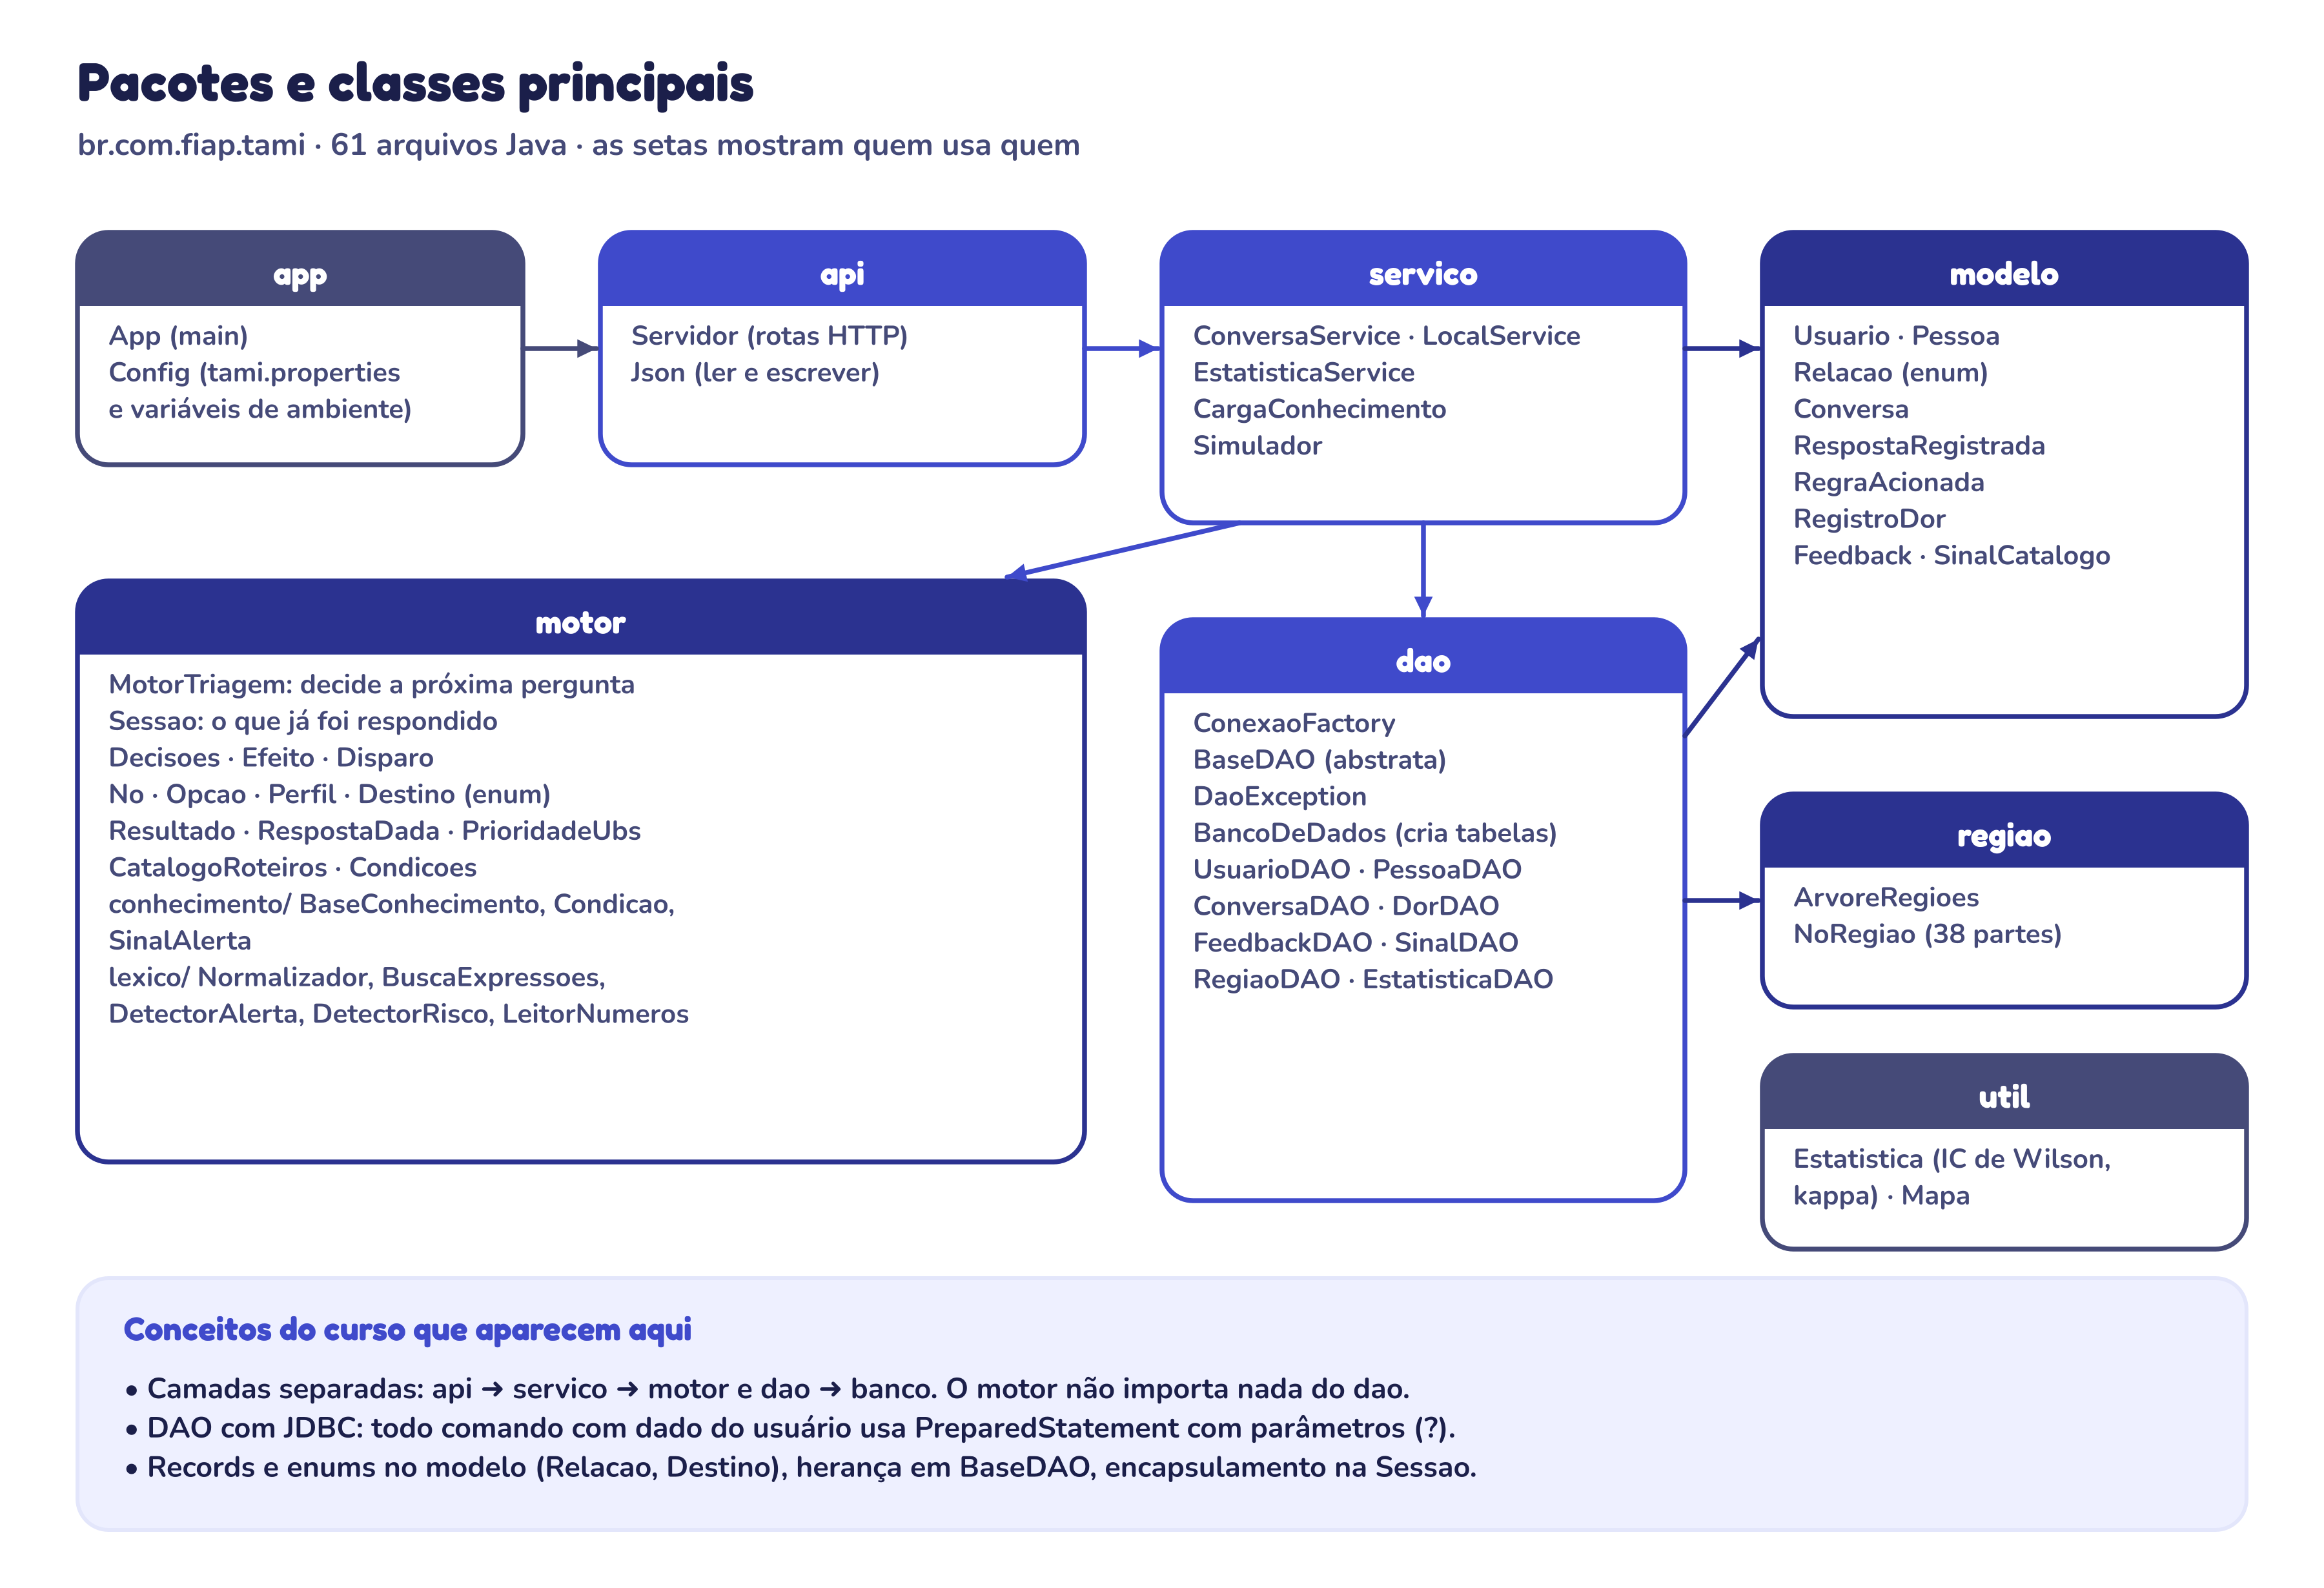 Pacotes e classes principais
br.com.fiap.tami · 61 arquivos Java · as setas mostram quem usa quem
app
App (main)
Config (tami.properties
e variáveis de ambiente)
api
Servidor (rotas HTTP)
Json (ler e escrever)
servico
ConversaService · LocalService
EstatisticaService
CargaConhecimento
Simulador
modelo
Usuario · Pessoa
Relacao (enum)
Conversa
RespostaRegistrada
RegraAcionada
RegistroDor
Feedback · SinalCatalogo
motor
MotorTriagem: decide a próxima pergunta
Sessao: o que já foi respondido
Decisoes · Efeito · Disparo
No · Opcao · Perfil · Destino (enum)
Resultado · RespostaDada · PrioridadeUbs
CatalogoRoteiros · Condicoes
conhecimento/ BaseConhecimento, Condicao,
SinalAlerta
lexico/ Normalizador, BuscaExpressoes,
DetectorAlerta, DetectorRisco, LeitorNumeros
dao
ConexaoFactory
BaseDAO (abstrata)
DaoException
BancoDeDados (cria tabelas)
UsuarioDAO · PessoaDAO
ConversaDAO · DorDAO
FeedbackDAO · SinalDAO
RegiaoDAO · EstatisticaDAO
regiao
ArvoreRegioes
NoRegiao (38 partes)
util
Estatistica (IC de Wilson,
kappa) · Mapa
Conceitos do curso que aparecem aqui
• Camadas separadas: api → servico → motor e dao → banco. O motor não importa nada do dao.
• DAO com JDBC: todo comando com dado do usuário usa PreparedStatement com parâmetros (?).
• Records e enums no modelo (Relacao, Destino), herança em BaseDAO, encapsulamento na Sessao.